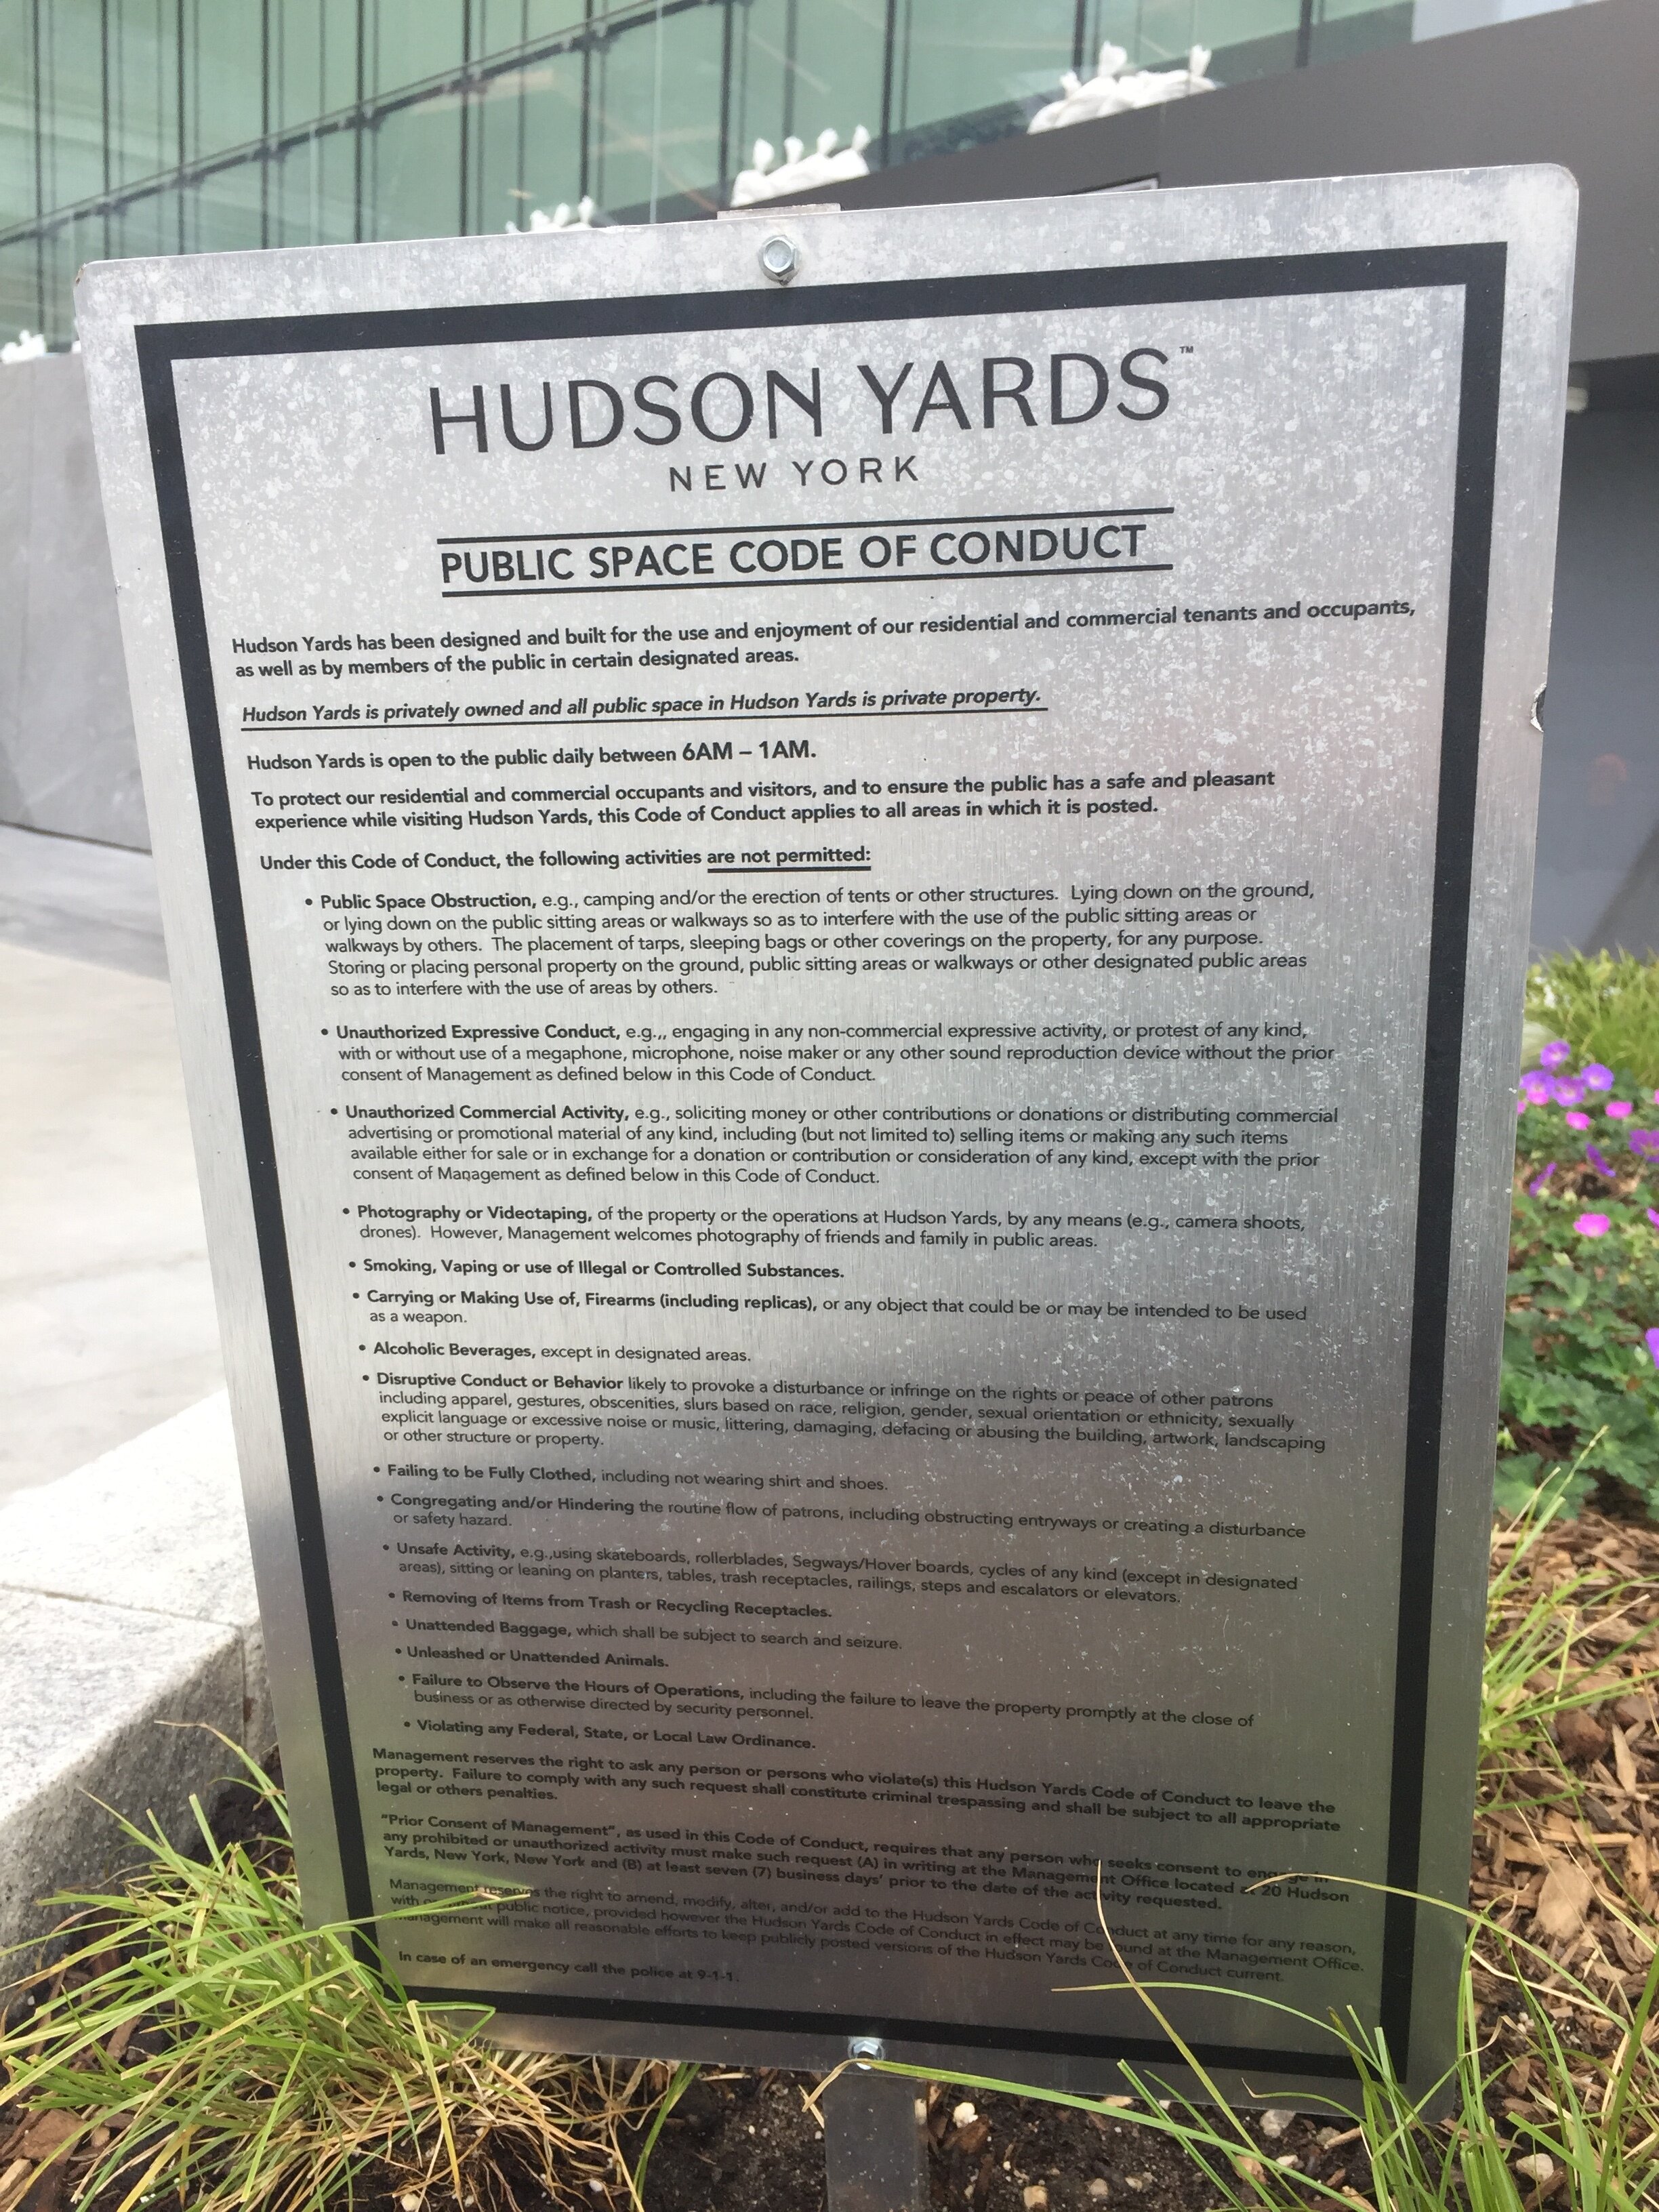 HUDSON YARDS™
NEW YORK
PUBLIC SPACE CODE OF CONDUCT
Hudson Yards has been designed and built for the use and enjoyment of our residential and commercial tenants and occupants,
as well as by members of the public in certain designated areas.
Hudson Yards is privately owned and all public space in Hudson Yards is private property.
Hudson Yards is open to the public daily between 6AM – 1AM.
To protect our residential and commercial occupants and visitors, and to ensure the public has a safe and pleasant
experience while visiting Hudson Yards, this Code of Conduct applies to all areas in which it is posted.
Under this Code of Conduct, the following activities are not permitted:
• Public Space Obstruction, e.g., camping and/or the erection of tents or other structures. Lying down on the ground,
or lying down on the public sitting areas or walkways so as to interfere with the use of the public sitting areas or
walkways by others. The placement of tarps, sleeping bags or other coverings on the property, for any purpose.
Storing or placing personal property on the ground, public sitting areas or walkways or other designated public areas
so as to interfere with the use of areas by others.
• Unauthorized Expressive Conduct, e.g.,, engaging in any non-commercial expressive activity, or protest of any kind,
with or without use of a megaphone, microphone, noise maker or any other sound reproduction device without the prior
consent of Management as defined below in this Code of Conduct.
• Unauthorized Commercial Activity, e.g., soliciting money or other contributions or donations or distributing commercial
advertising or promotional material of any kind, including (but not limited to) selling items or making any such items
available either for sale or in exchange for a donation or contribution or consideration of any kind, except with the prior
consent of Management as defined below in this Code of Conduct.
• Photography or Videotaping, of the property or the operations at Hudson Yards, by any means (e.g., camera shoots,
drones). However, Management welcomes photography of friends and family in public areas.
• Smoking, Vaping or use of Illegal or Controlled Substances.
• Carrying or Making Use of, Firearms (including replicas), or any object that could be or may be intended to be used
as a weapon.
• Alcoholic Beverages, except in designated areas.
• Disruptive Conduct or Behavior likely to provoke a disturbance or infringe on the rights or peace of other patrons
including apparel, gestures, obscenities, slurs based on race, religion, gender, sexual orientation or ethnicity, sexually
explicit language or excessive noise or music, littering, damaging, defacing or abusing the building, artwork, landscaping
or other structure or property.
• Failing to be Fully Clothed, including not wearing shirt and shoes.
• Congregating and/or Hindering the routine flow of patrons, including obstructing entryways or creating a disturbance
or safety hazard.
• Unsafe Activity, e.g.,using skateboards, rollerblades, Segways/Hover boards, cycles of any kind (except in designated
areas), sitting or leaning on planters, tables, trash receptacles, railings, steps and escalators or elevators.
• Removing of Items from Trash or Recycling Receptacles.
• Unattended Baggage, which shall be subject to search and seizure.
• Unleashed or Unattended Animals.
• Failure to Observe the Hours of Operations, including the failure to leave the property promptly at the close of
business or as otherwise directed by security personnel.
• Violating any Federal, State, or Local Law Ordinance.
Management reserves the right to ask any person or persons who violate(s) this Hudson Yards Code of Conduct to leave the
property. Failure to comply with any such request shall constitute criminal trespassing and shall be subject to all appropriate
legal or others penalties.
"Prior Consent of Management", as used in this Code of Conduct, requires that any person who seeks consent to engage in
any prohibited or unauthorized activity must make such request (A) in writing at the Management Office located at 20 Hudson
Yards, New York, New York and (B) at least seven (7) business days' prior to the date of the activity requested.
Management reserves the right to amend, modify, alter, and/or add to the Hudson Yards Code of Conduct at any time for any reason,
with or without public notice, provided however the Hudson Yards Code of Conduct in effect may be found at the Management Office.
Management will make all reasonable efforts to keep publicly posted versions of the Hudson Yards Code of Conduct current.
In case of an emergency call the police at 9-1-1.